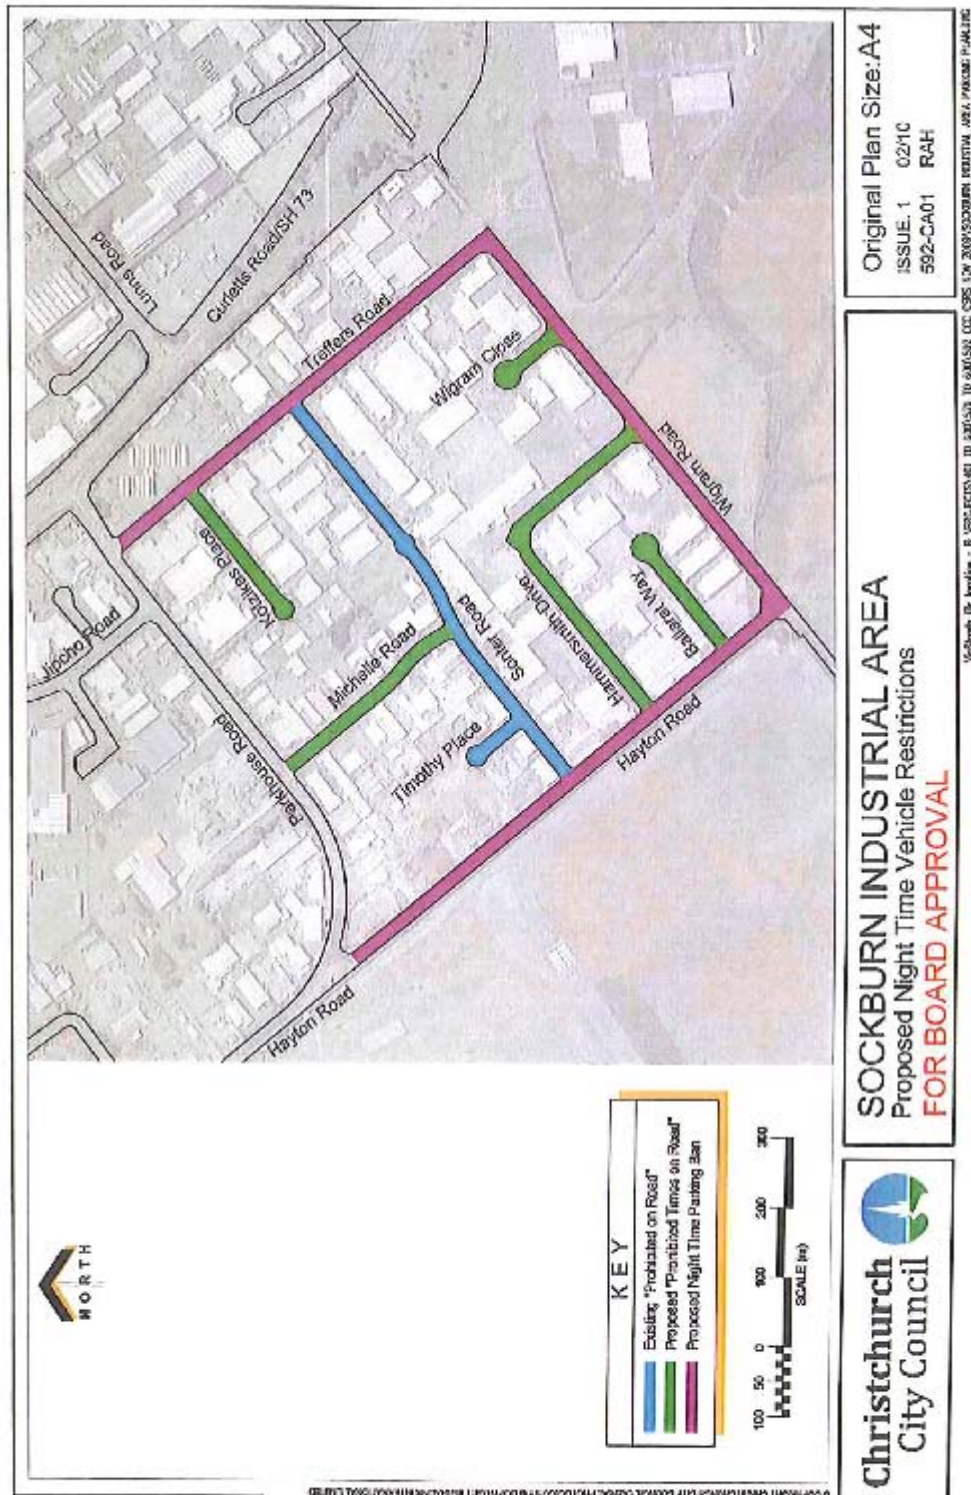 Lunns Road
Curletts Road/SH 73
Treffers Road
Wigram Close
Jipcho Road
Kotzikas Place
Wigram Road
Michelle Road
Sonter Road
Hammersmith Drive
Ballarat Way
Parkhouse Road
Timothy Place
Hayton Road
Hayton Road
NORTH
KEY
Existing "Prohibited on Road"
Proposed "Prohibited Times on Road"
Proposed Night Time Parking Ban
100 50 0 100 200 300
SCALE (m)
Christchurch
City Council
SOCKBURN INDUSTRIAL AREA
Proposed Night Time Vehicle Restrictions
FOR BOARD APPROVAL
Original Plan Size: A4
ISSUE. 1 02/10
592-CA01 RAH